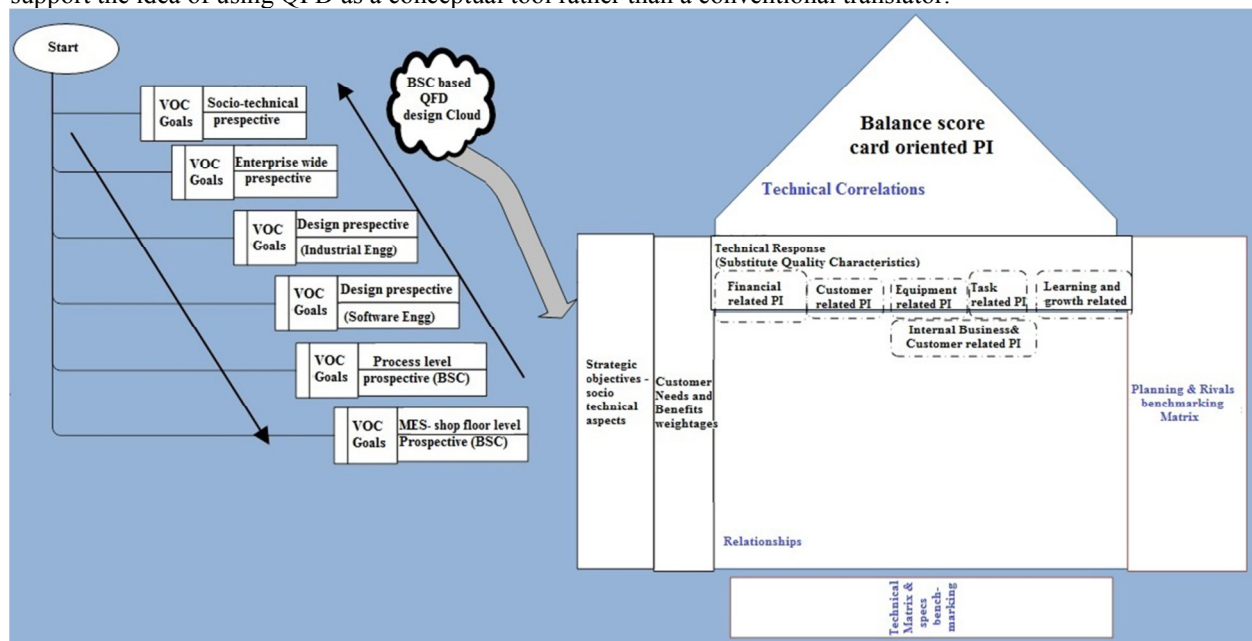 support the idea of using QFD as a conceptual tool rather than a conventional translator.
Start
VOC
Goals
Socio-technical
prespective
VOC
Goals
Enterprise wide
prespective
VOC
Goals
Design prespective
(Industrial Engg)
VOC
Goals
Design prespective
(Software Engg)
VOC
Goals
Process level
prospective (BSC)
VOC
Goals
MES- shop floor level
Prospective (BSC)
BSC based
QFD
design Cloud
Balance score
card oriented PI
Technical Correlations
Technical Response
(Substitute Quality Characteristics)
Financial
related PI
Customer
related PI
Equipment
related PI
Task
related PI
Learning and
growth related
Internal Business&
Customer related PI
Strategic
objectives -
socio
technical
aspects
Customer
Needs and
Benefits
weightages
Planning & Rivals
benchmarking
Matrix
Relationships
Technical
Matrix &
specs
bench-
marking